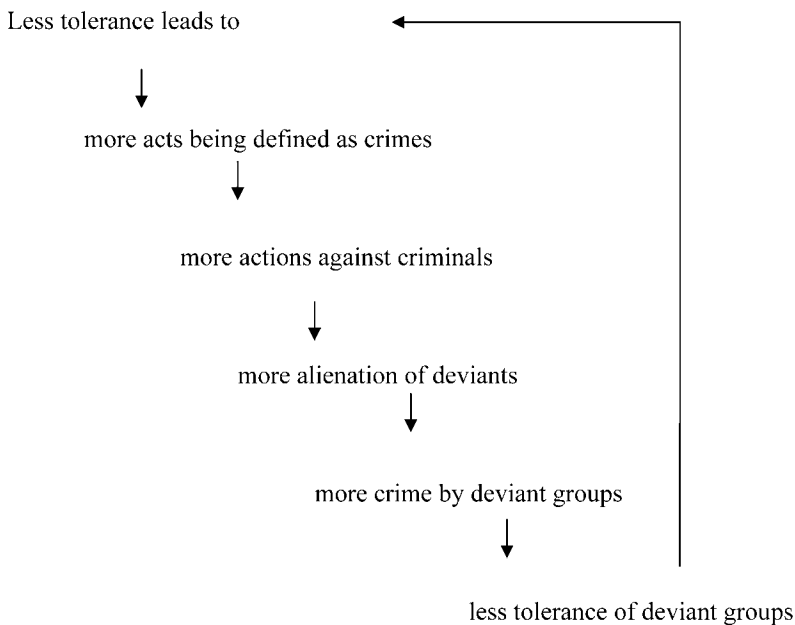 Less tolerance leads to
more acts being defined as crimes
more actions against criminals
more alienation of deviants
more crime by deviant groups
less tolerance of deviant groups